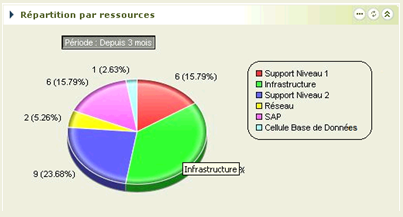 Répartition par ressources
Période : Depuis 3 mois
1 (2.63%)
6 (15.79%)
6 (15.79%)
2 (5.26%)
9 (23.68%)
Infrastructure
%)
Support Niveau 1
Infrastructure
Support Niveau 2
Réseau
SAP
Cellule Base de Données